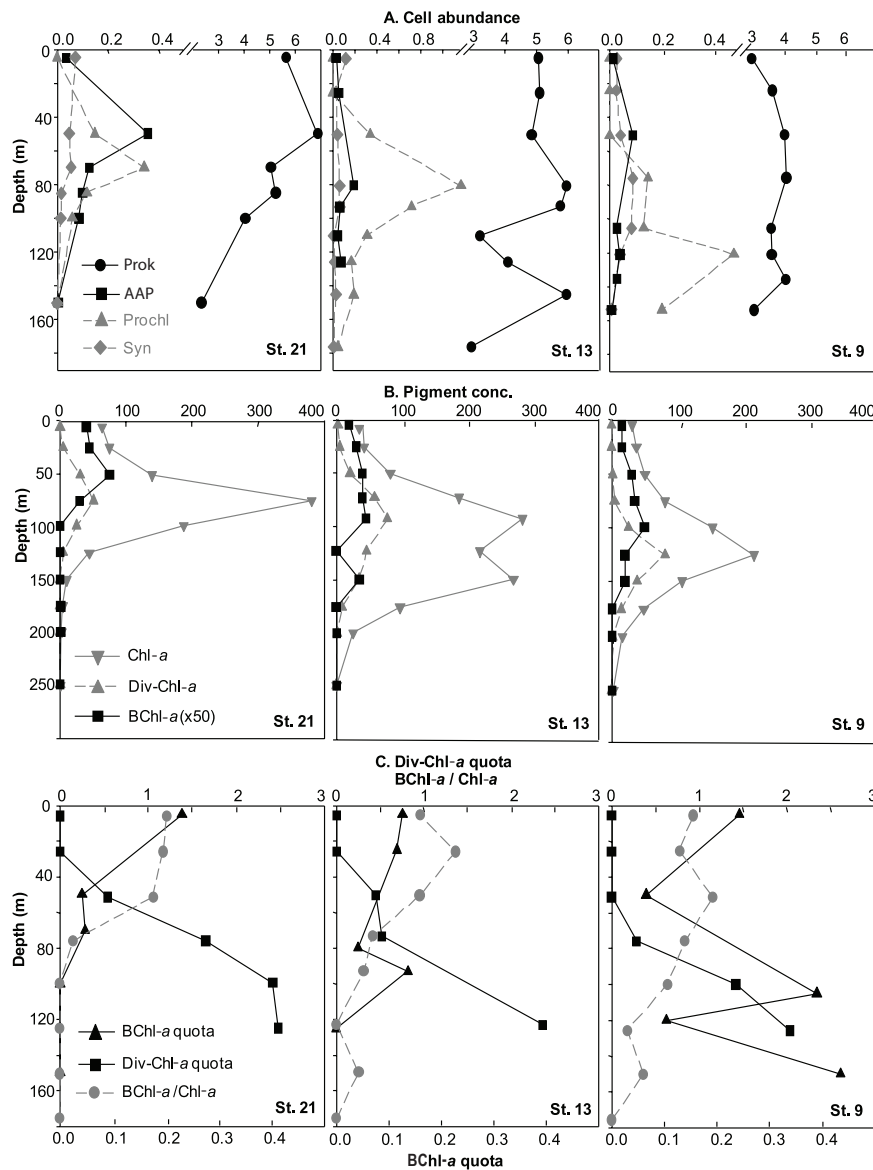 A. Cell abundance
0 0.2 0.4 3 4 5 6 0 0.4 0.8 3 4 5 6 0 0.2 0.4 3 4 5 6
0
40
80
120
160
Depth (m)
Prok
AAP
Prochl
Syn
St. 21 St. 13 St. 9
B. Pigment conc.
0 100 200 300 400 0 100 200 300 400 0 100 200 300 400
0
50
100
150
200
250
Depth (m)
Chl-a
Div-Chl-a
BChl-a(x50)
St. 21 St. 13 St. 9
C. Div-Chl-a quota
BChl-a / Chl-a
0 1 2 3 0 1 2 3 0 1 2 3
0
40
80
120
160
Depth (m)
BChl-a quota
Div-Chl-a quota
BChl-a/Chl-a
St. 21 St. 13 St. 9
0.0 0.1 0.2 0.3 0.4 0.0 0.1 0.2 0.3 0.4 0.0 0.1 0.2 0.3 0.4
BChl-a quota